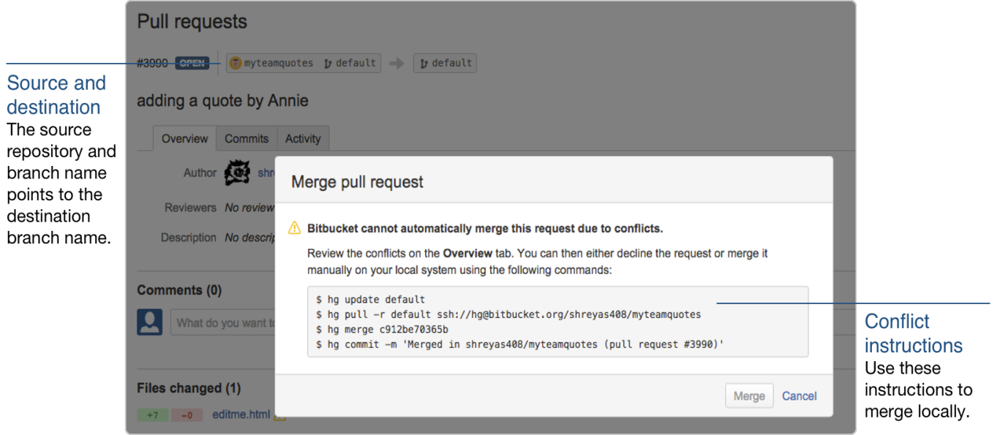 Pull requests
#3990 OPEN myteamquotes default default
adding a quote by Annie
Overview Commits Activity
Author shr
Reviewers No review
Description No descrip
Comments (0)
What do you want to
Files changed (1)
+7 -0 editme.html
Merge pull request
Bitbucket cannot automatically merge this request due to conflicts.
Review the conflicts on the Overview tab. You can then either decline the request or merge it
manually on your local system using the following commands:
$ hg update default
$ hg pull -r default ssh://hg@bitbucket.org/shreyas408/myteamquotes
$ hg merge c912be70365b
$ hg commit -m 'Merged in shreyas408/myteamquotes (pull request #3990)'
Merge Cancel
Source and
destination
The source
repository and
branch name
points to the
destination
branch name.
Conflict
instructions
Use these
instructions to
merge locally.